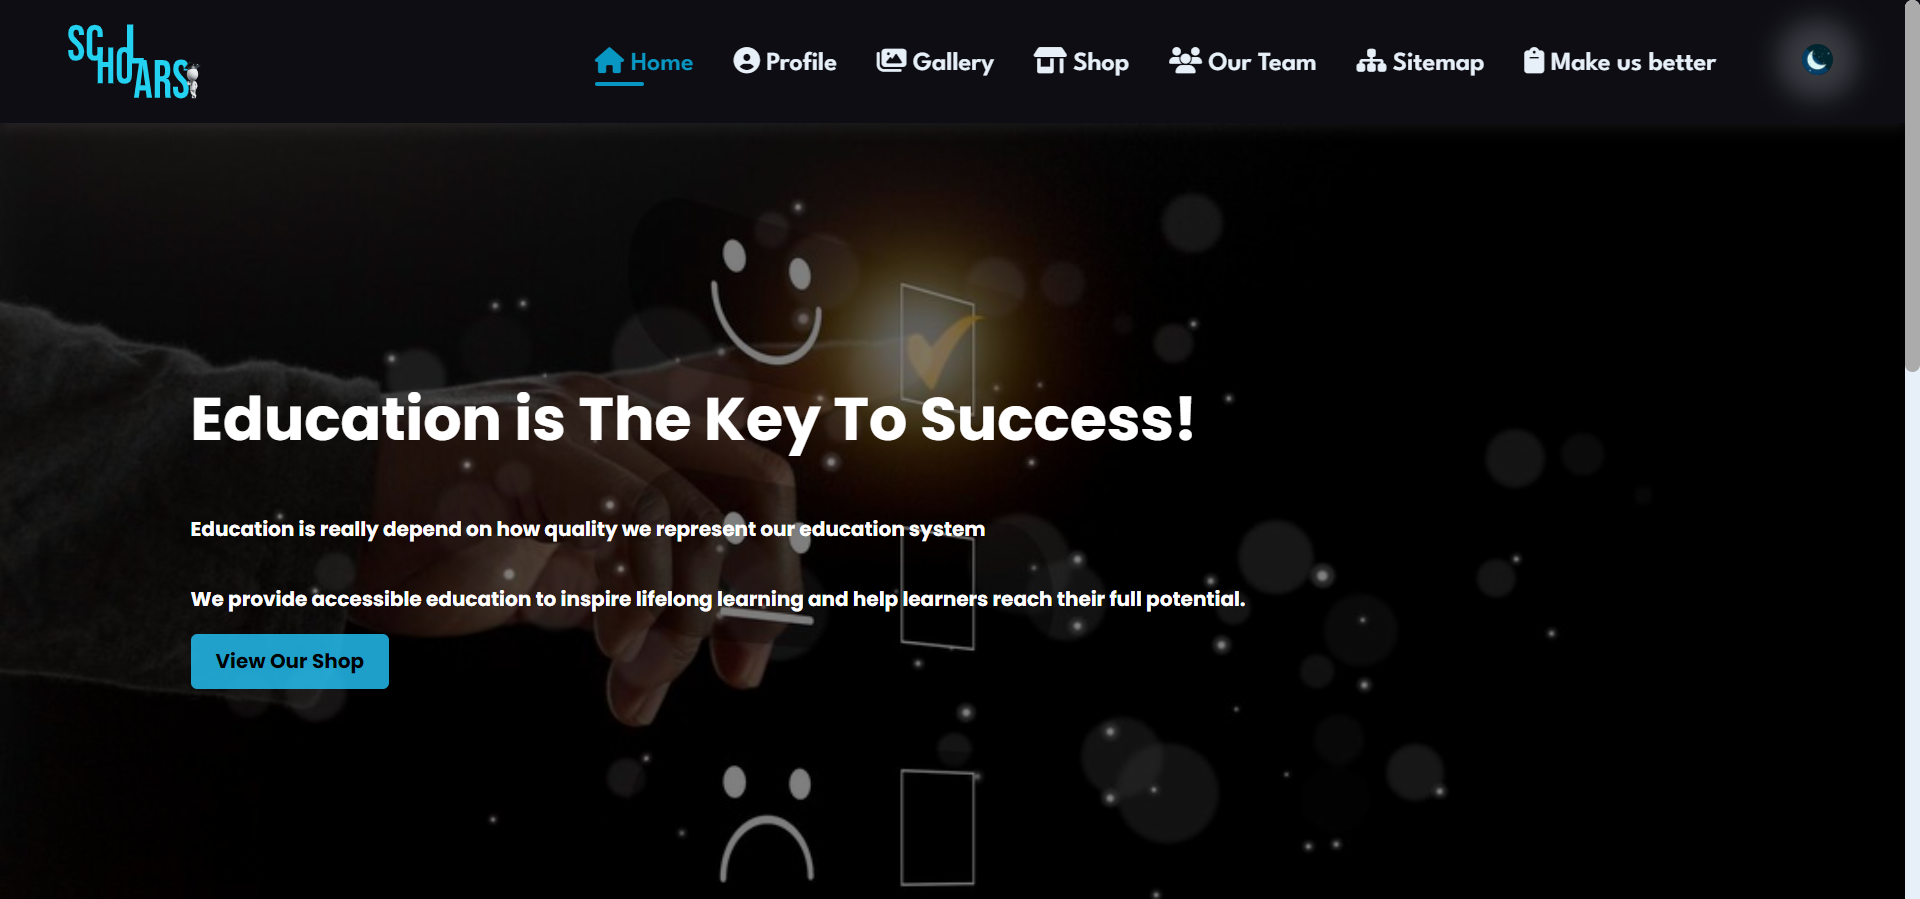 SCHOLARS
Home Profile Gallery Shop Our Team Sitemap Make us better
Education is The Key To Success!
Education is really depend on how quality we represent our education system
We provide accessible education to inspire lifelong learning and help learners reach their full potential.
View Our Shop